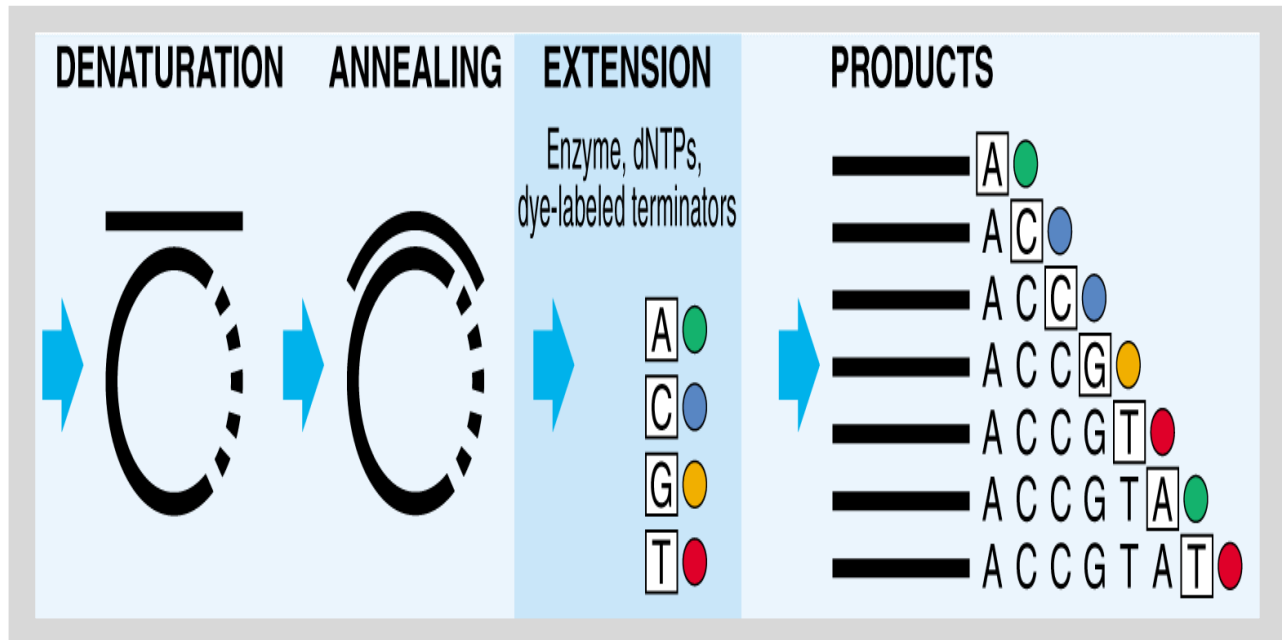 DENATURATION
ANNEALING
EXTENSION
Enzyme, dNTPs,
dye-labeled terminators
A
C
G
T
PRODUCTS
A
A C
A C C
A C C G
A C C G T
A C C G T A
A C C G T A T